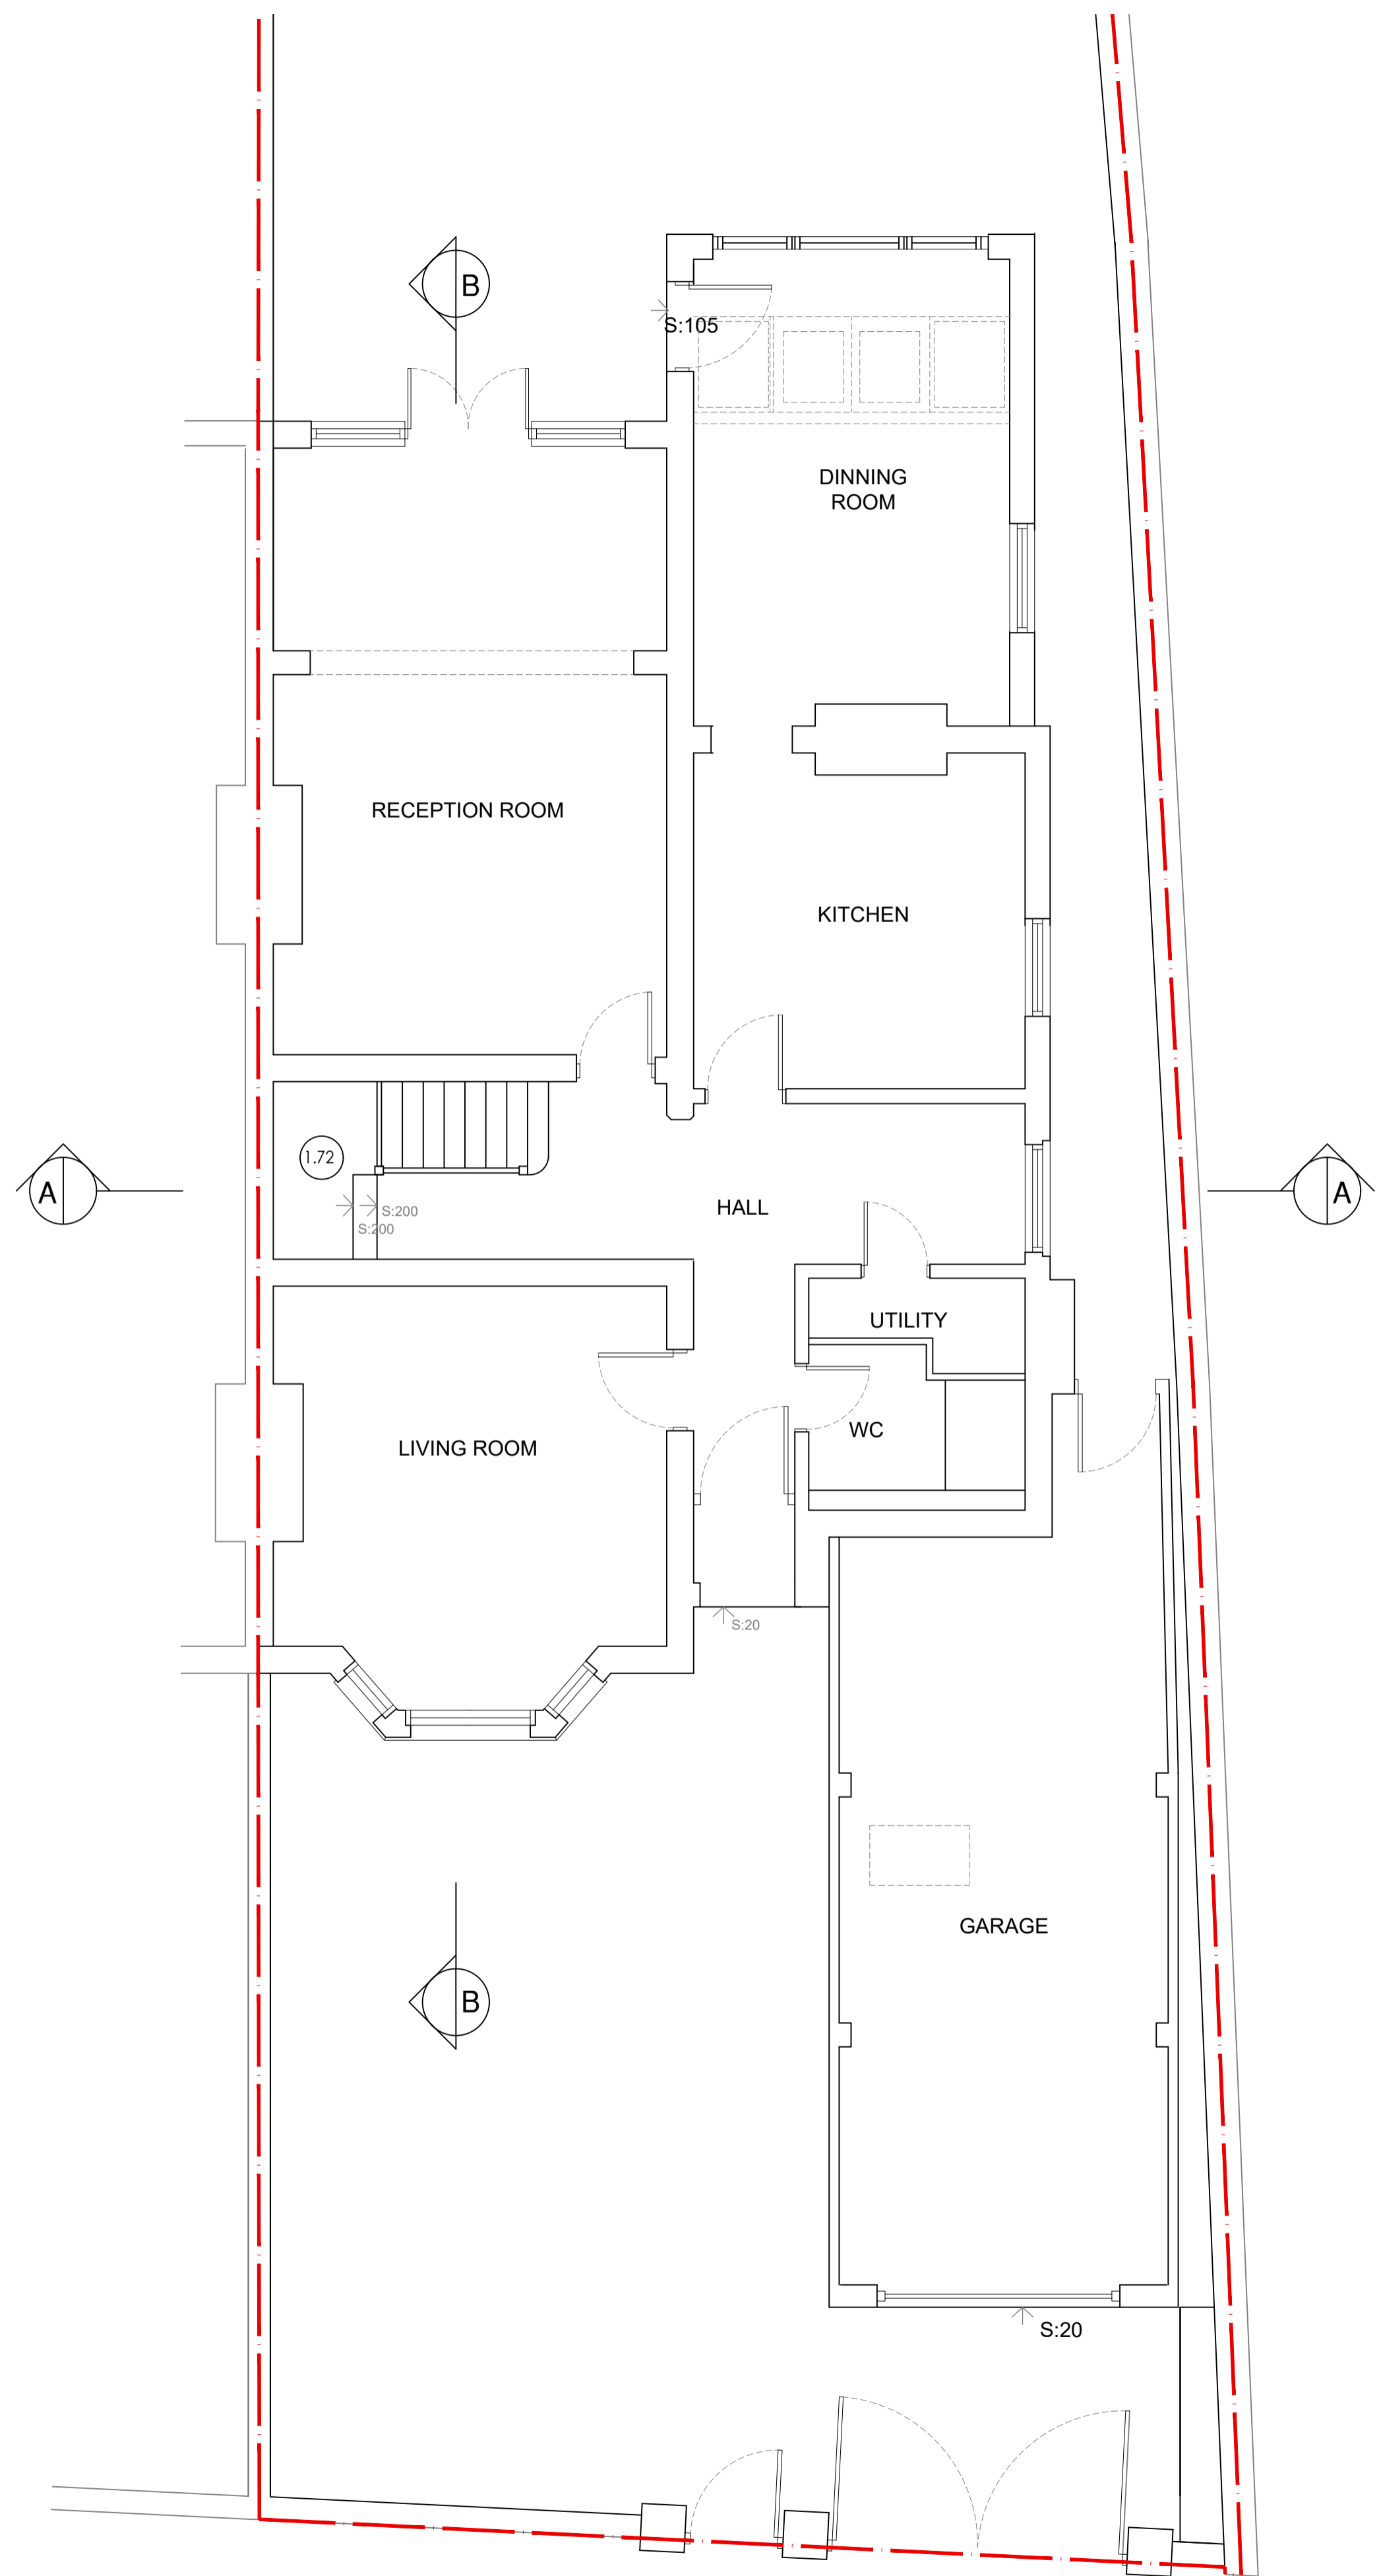 B
S:105
DINNING
ROOM
RECEPTION ROOM
KITCHEN
1.72
A
A
S:200
S:200
HALL
UTILITY
WC
LIVING ROOM
S:20
GARAGE
B
S:20